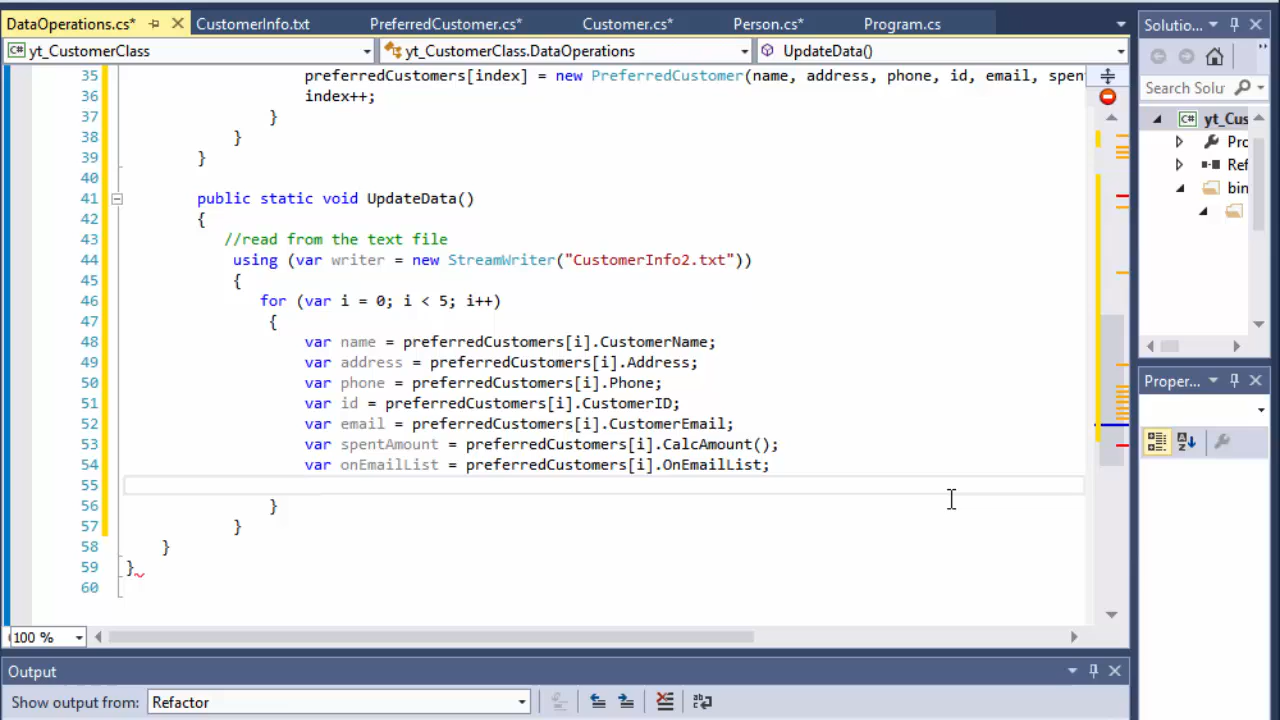 DataOperations.cs* CustomerInfo.txt PreferredCustomer.cs* Customer.cs* Person.cs* Program.cs
yt_CustomerClass yt_CustomerClass.DataOperations UpdateData()
35 preferredCustomers[index] = new PreferredCustomer(name, address, phone, id, email, spen
36 index++;
37 }
38 }
39 }
40
41 public static void UpdateData()
42 {
43 //read from the text file
44 using (var writer = new StreamWriter("CustomerInfo2.txt"))
45 {
46 for (var i = 0; i < 5; i++)
47 {
48 var name = preferredCustomers[i].CustomerName;
49 var address = preferredCustomers[i].Address;
50 var phone = preferredCustomers[i].Phone;
51 var id = preferredCustomers[i].CustomerID;
52 var email = preferredCustomers[i].CustomerEmail;
53 var spentAmount = preferredCustomers[i].CalcAmount();
54 var onEmailList = preferredCustomers[i].OnEmailList;
55
56 }
57 }
58 }
59 }
60
100 %
Output
Show output from: Refactor
Solutio...
Search Solu
yt_Cus
Pro
Ref
bin
Proper...